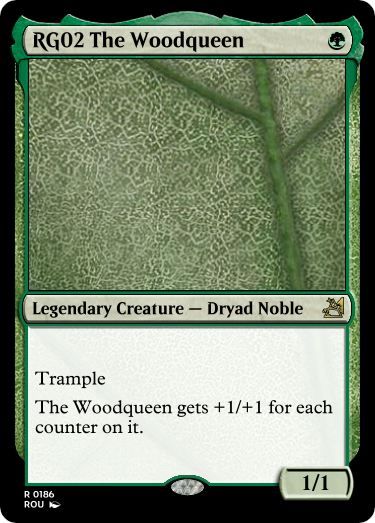 RG02 The Woodqueen
Legendary Creature — Dryad Noble
Trample
The Woodqueen gets +1/+1 for each
counter on it.
1/1
R 0186
ROU